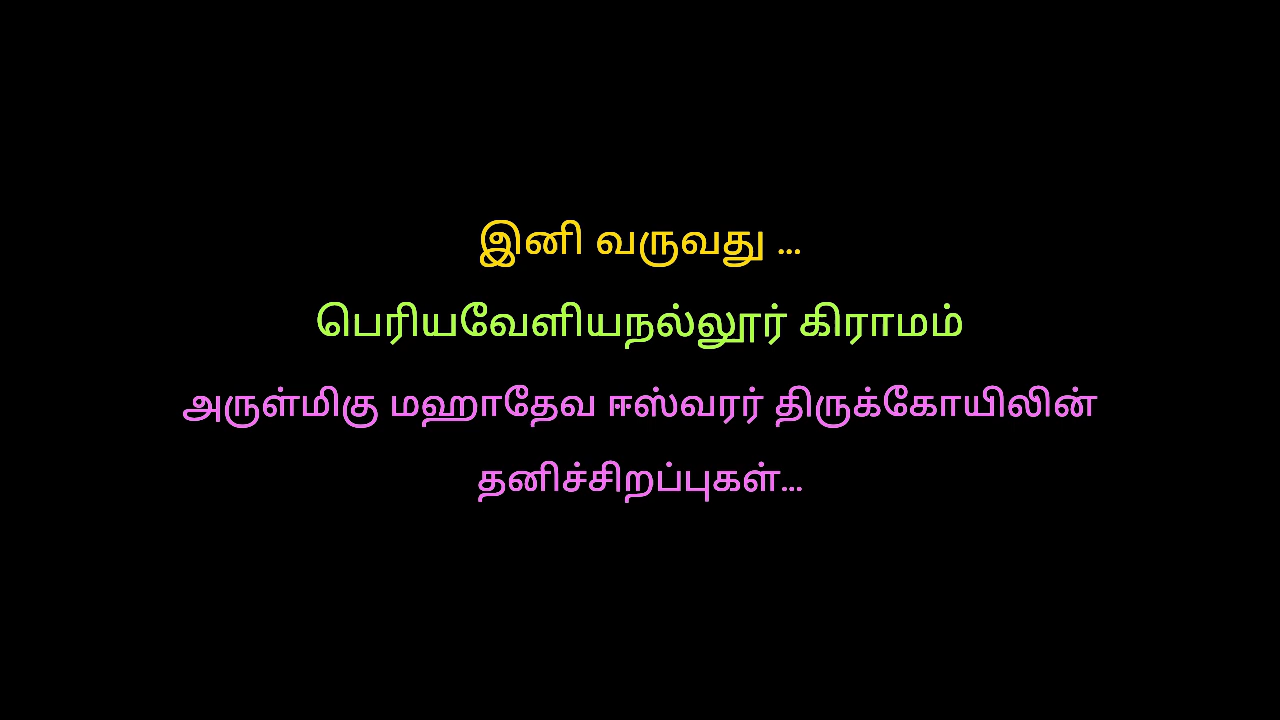 இனி வருவது ...
பெரியவேளியநல்லூர் கிராமம்
அருள்மிகு மஹாதேவ ஈஸ்வரர் திருக்கோயிலின்
தனிச்சிறப்புகள்...